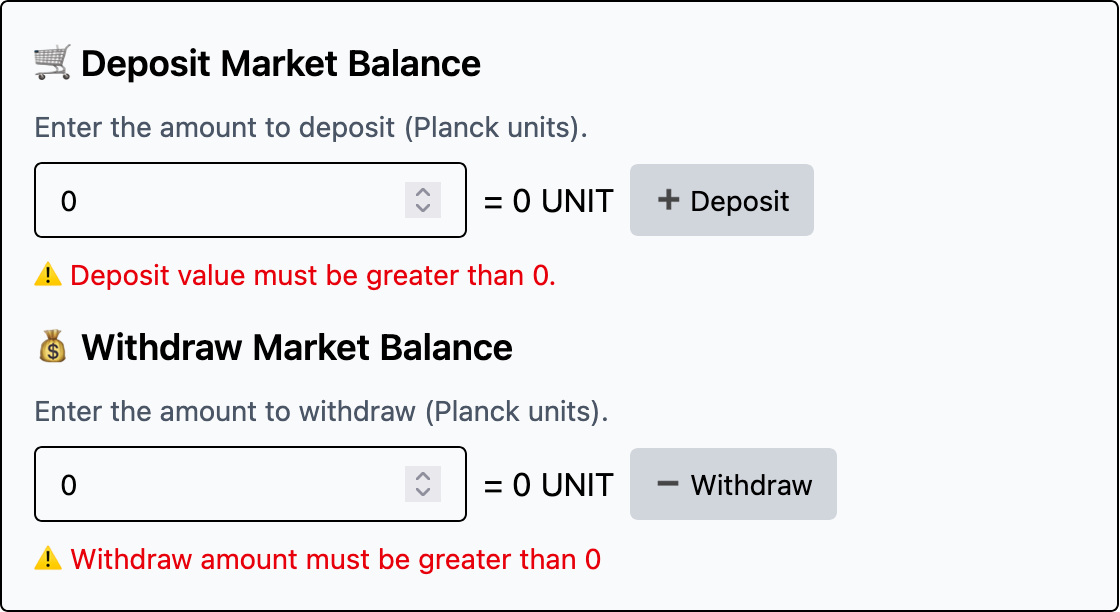 🛒 Deposit Market Balance
Enter the amount to deposit (Planck units).
0 = 0 UNIT ➕ Deposit
⚠️ Deposit value must be greater than 0.
💰 Withdraw Market Balance
Enter the amount to withdraw (Planck units).
0 = 0 UNIT ➖ Withdraw
⚠️ Withdraw amount must be greater than 0